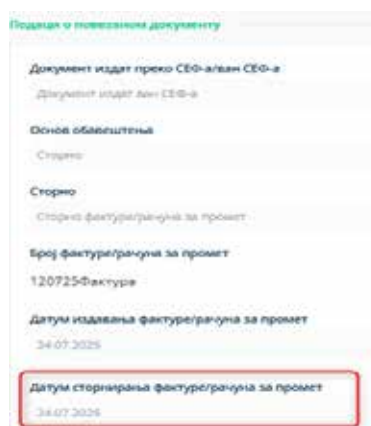 Подаци о повезаном документу
Документ издат преко СЕФ-а/ван СЕФ-а
Документ издат ван СЕФ-а
Основ обавештења
Сторно
Сторно
Сторно фактуре/рачуна за промет
Број фактуре/рачуна за промет
120725Фактура
Датум издавања фактуре/рачуна за промет
24.07.2025
Датум сторнирања фактуре/рачуна за промет
24.07.2025